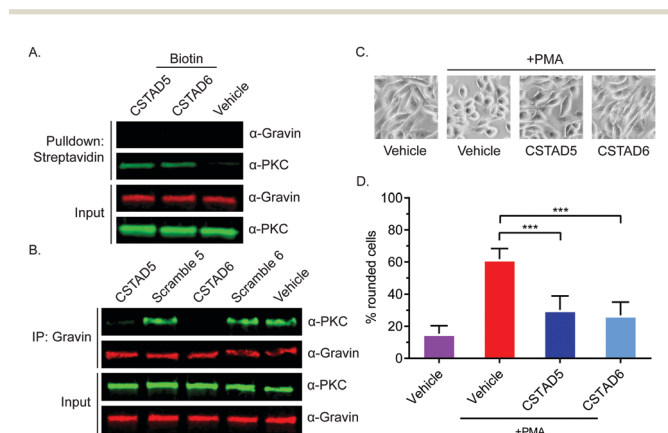 A.
Biotin
CSTAD5
CSTAD6
Vehicle
Pulldown:
Streptavidin
α-Gravin
α-PKC
Input
α-Gravin
α-PKC
B.
CSTAD5
Scramble 5
CSTAD6
Scramble 6
Vehicle
IP: Gravin
α-PKC
α-Gravin
Input
α-PKC
α-Gravin
C.
+PMA
Vehicle
Vehicle
CSTAD5
CSTAD6
D.
% rounded cells
100
80
60
40
20
0
***
***
Vehicle
Vehicle
CSTAD5
CSTAD6
+PMA